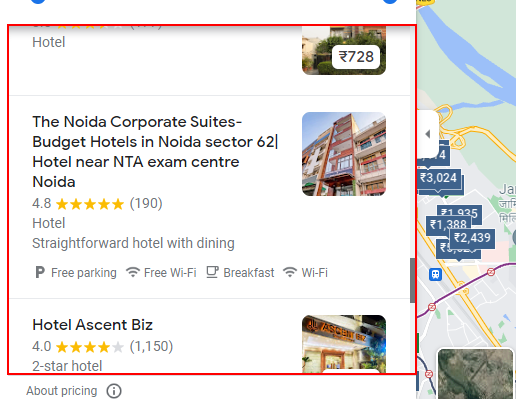 Hotel
₹728
The Noida Corporate Suites-
Budget Hotels in Noida sector 62|
Hotel near NTA exam centre
Noida
4.8 (190)
Hotel
Straightforward hotel with dining
P Free parking Free Wi-Fi Breakfast Wi-Fi
Hotel Ascent Biz
4.0 (1,150)
2-star hotel
About pricing
₹3,024
₹1,935
₹1,388
₹2,439